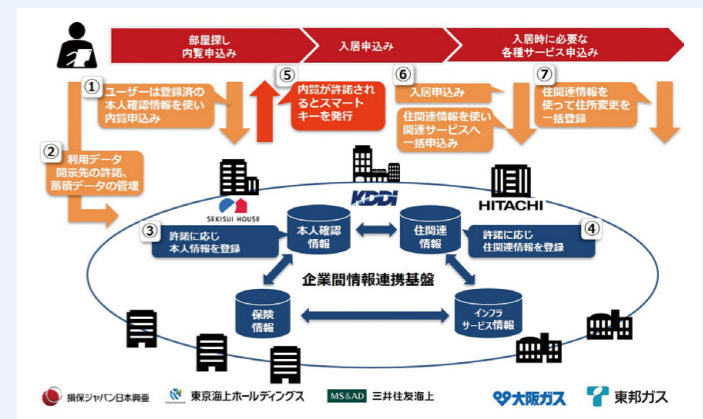 部屋探し
内覧申込み
入居申込み
入居時に必要な
各種サービス申込み
①
ユーザーは登録済の
本人確認情報を使い
内覧申込み
⑤
内覧が許諾され
るとスマート
キーを発行
⑥
入居申込み
住関連情報を使い
関連サービスへ
一括申込み
⑦
住関連情報を
使って住所変更を
一括登録
②
利用データ
開示先の許諾、
蓄積データの管理
SEKISUI HOUSE
KDDI
HITACHI
③
許諾に応じ
本人情報を登録
本人確認
情報
住関連
情報
④
許諾に応じ
住関連情報を登録
企業間情報連携基盤
保険
情報
インフラ
サービス情報
損保ジャパン日本興亜
東京海上ホールディングス
MS&AD 三井住友海上
大阪ガス
東邦ガス